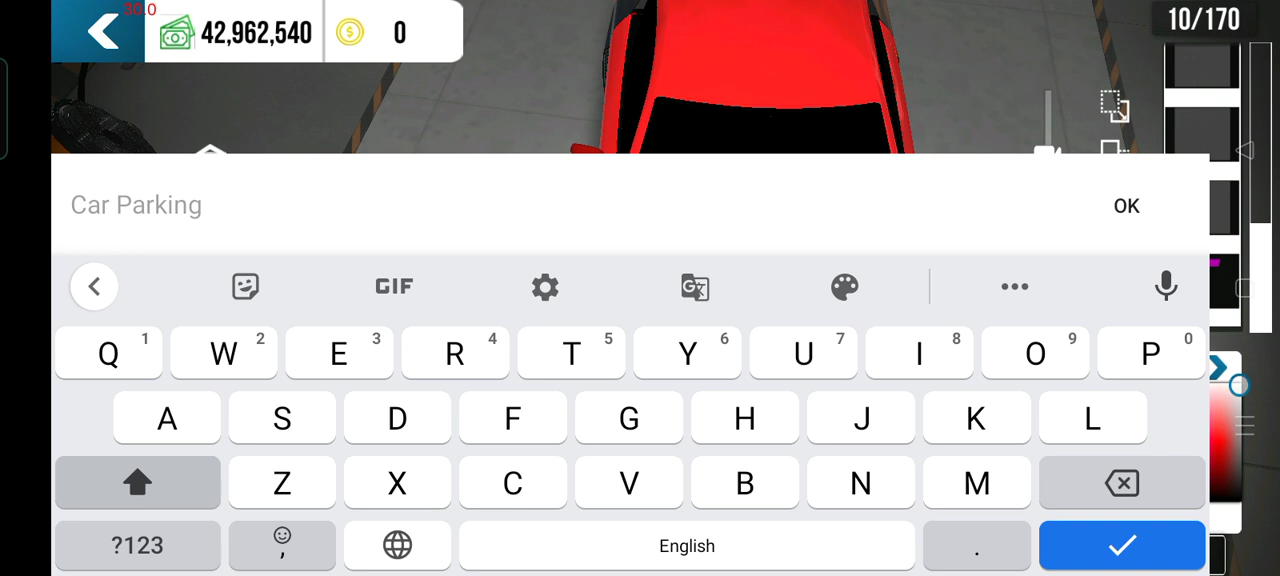 30.0
42,962,540 0 10/170
Car Parking OK
GIF
Q 1 W 2 E 3 R 4 T 5 Y 6 U 7 I 8 O 9 P 0
A S D F G H J K L
Z X C V B N M
?123 , English .